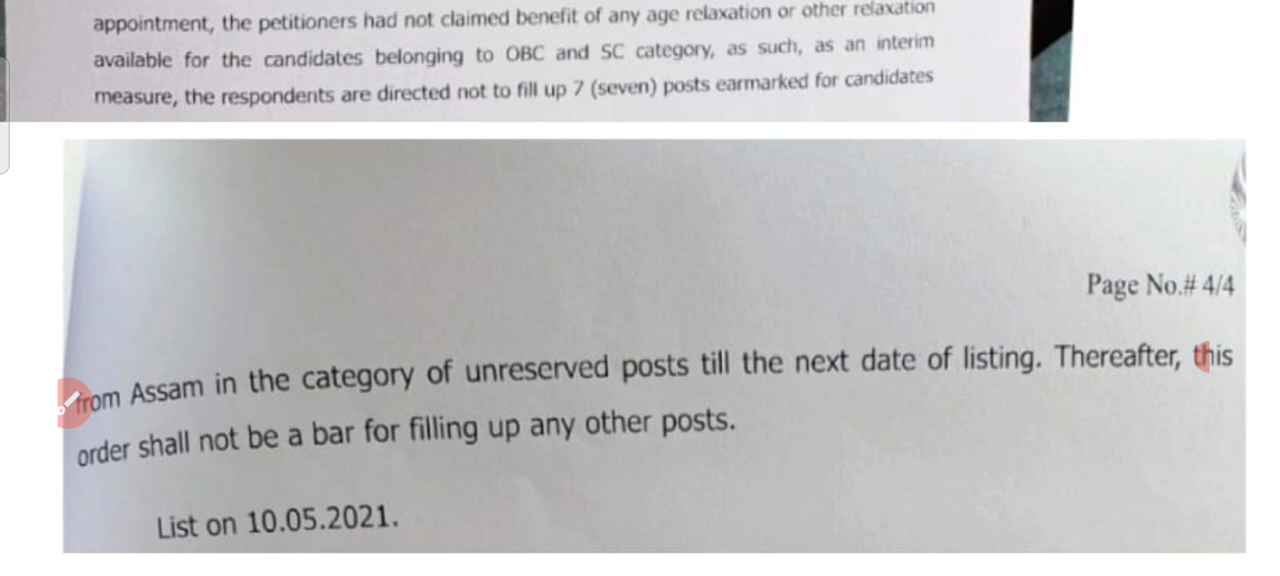 appointment, the petitioners had not claimed benefit of any age relaxation or other relaxation
available for the candidates belonging to OBC and SC category, as such, as an interim
measure, the respondents are directed not to fill up 7 (seven) posts earmarked for candidates
Page No.# 4/4
from Assam in the category of unreserved posts till the next date of listing. Thereafter, this
order shall not be a bar for filling up any other posts.
List on 10.05.2021.